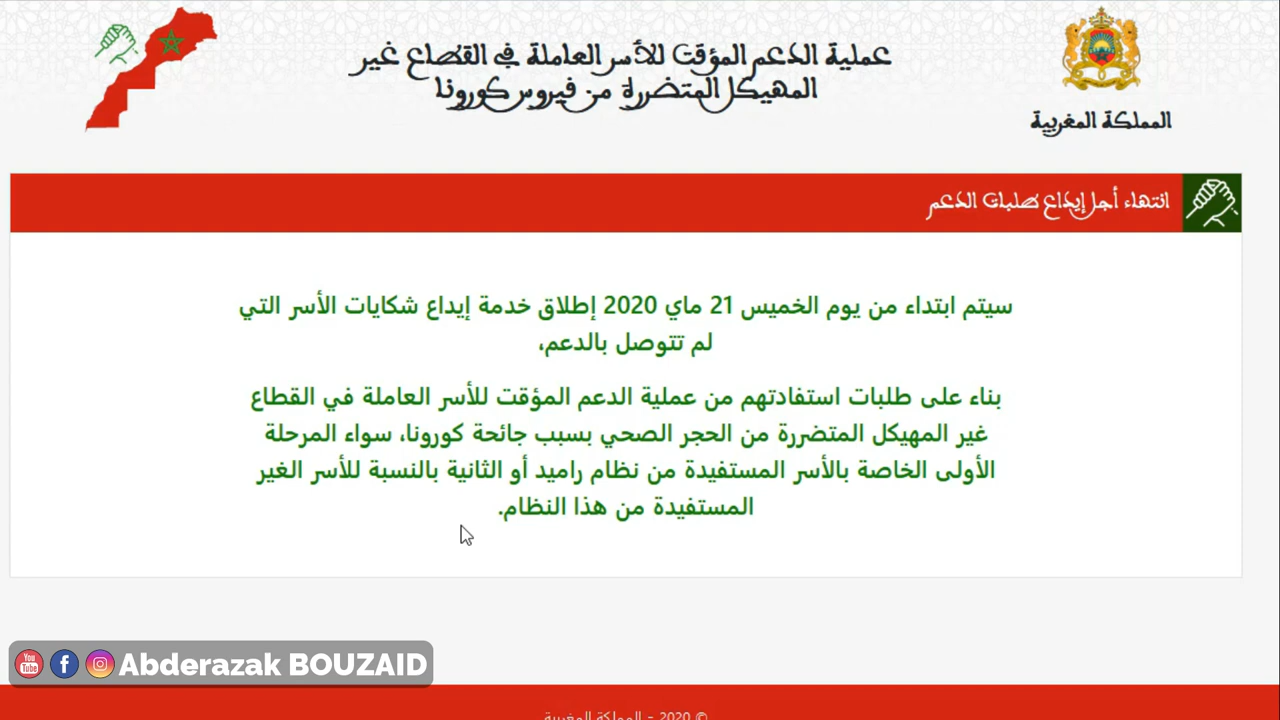 عملية الدعم المؤقت للأسر العاملة في القطاع غير
المهيكل المتضررة من فيروس كورونا
المملكة المغربية
انتهاء أجل إيداع طلبات الدعم
سيتم ابتداء من يوم الخميس 21 ماي 2020 إطلاق خدمة إيداع شكايات الأسر التي
لم تتوصل بالدعم،
بناء على طلبات استفادتهم من عملية الدعم المؤقت للأسر العاملة في القطاع
غير المهيكل المتضررة من الحجر الصحي بسبب جائحة كورونا، سواء المرحلة
الأولى الخاصة بالأسر المستفيدة من نظام راميد أو الثانية بالنسبة للأسر الغير
المستفيدة من هذا النظام.
You Tube f Abderazak BOUZAID
© 2020 - المملكة المغربية